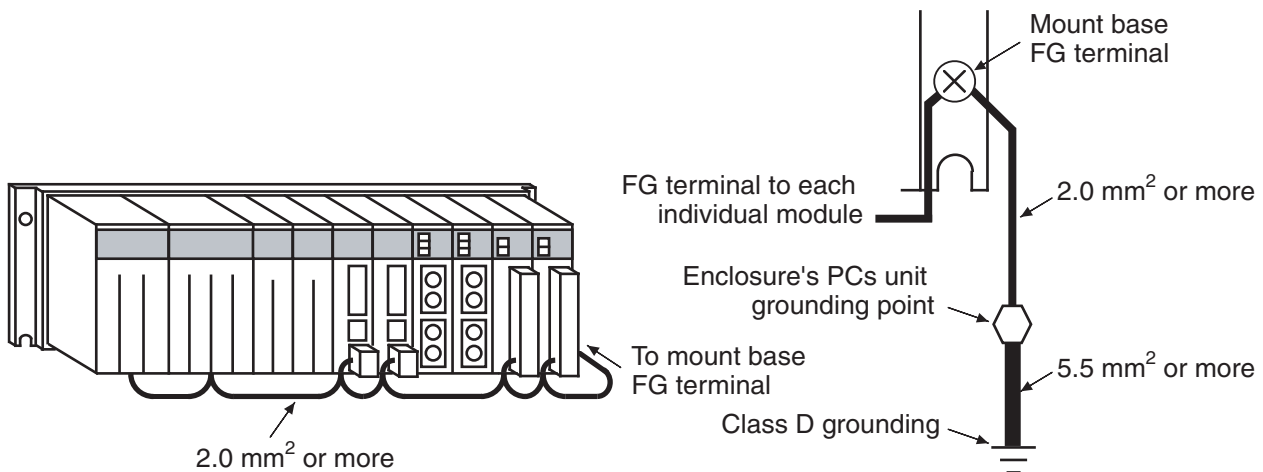 Mount base
FG terminal
FG terminal to each
individual module
2.0 mm² or more
Enclosure's PCs unit
grounding point
To mount base
FG terminal
5.5 mm² or more
Class D grounding
2.0 mm² or more